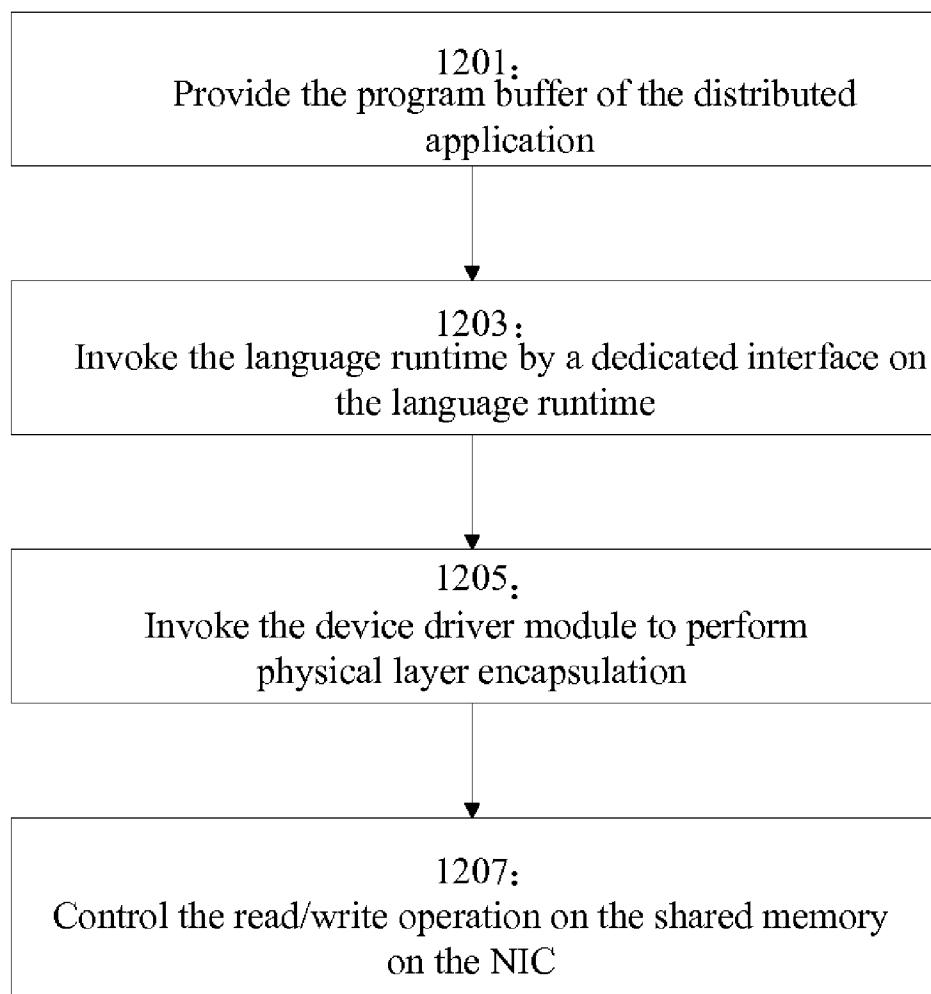 1201:
Provide the program buffer of the distributed
application
1203:
Invoke the language runtime by a dedicated interface on
the language runtime
1205:
Invoke the device driver module to perform
physical layer encapsulation
1207:
Control the read/write operation on the shared memory
on the NIC